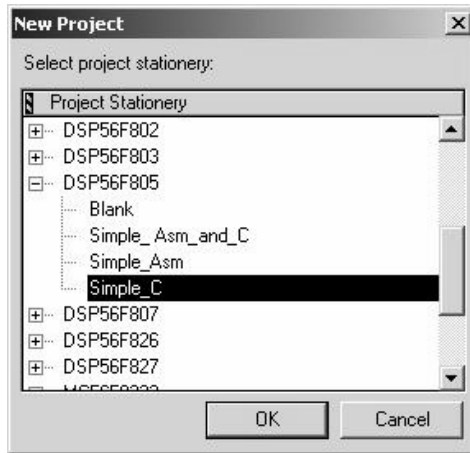 New Project
Select project stationery:
Project Stationery
DSP56F802
DSP56F803
DSP56F805
Blank
Simple_ Asm_and_C
Simple_Asm
Simple_C
DSP56F807
DSP56F826
DSP56F827
OK Cancel